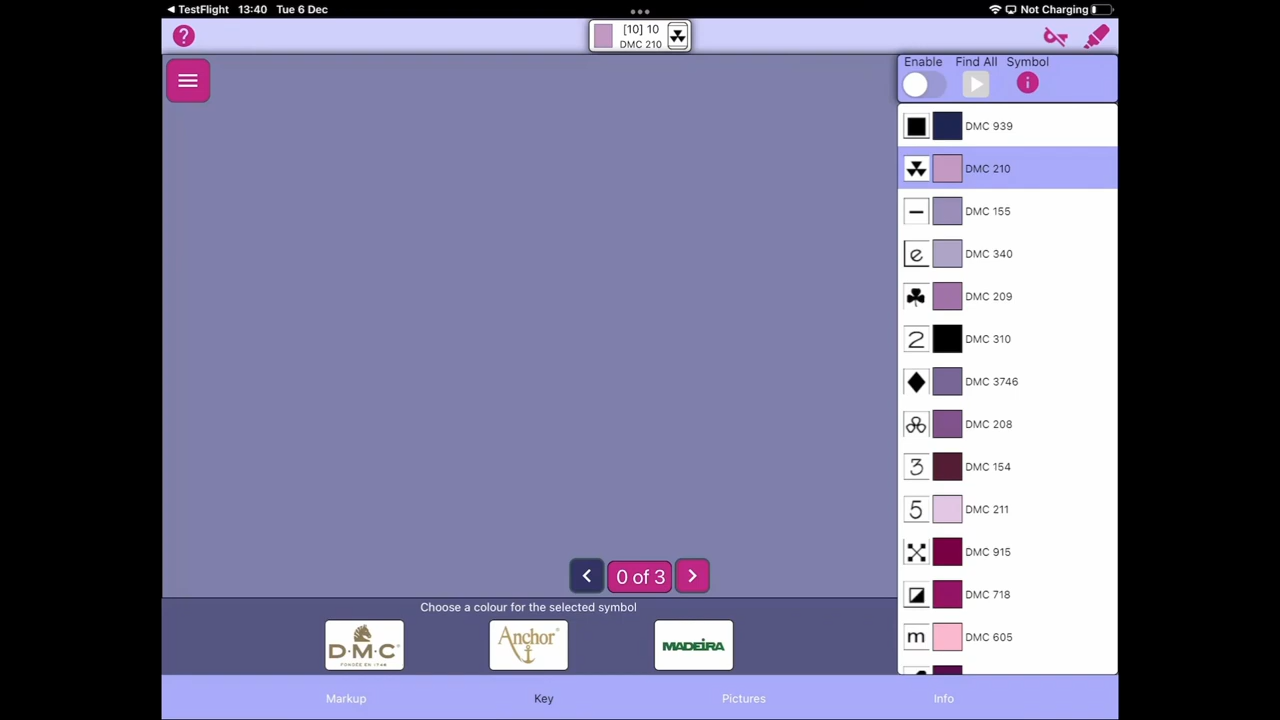 TestFlight 13:40 Tue 6 Dec
Not Charging
?
[10] 10
DMC 210
Enable Find All Symbol
i
DMC 939
DMC 210
DMC 155
e DMC 340
DMC 209
2 DMC 310
DMC 3746
DMC 208
3 DMC 154
5 DMC 211
DMC 915
DMC 718
m DMC 605
0 of 3
Choose a colour for the selected symbol
D·M·C
FONDÉE EN 1746
Anchor
MADEIRA
Markup Key Pictures Info